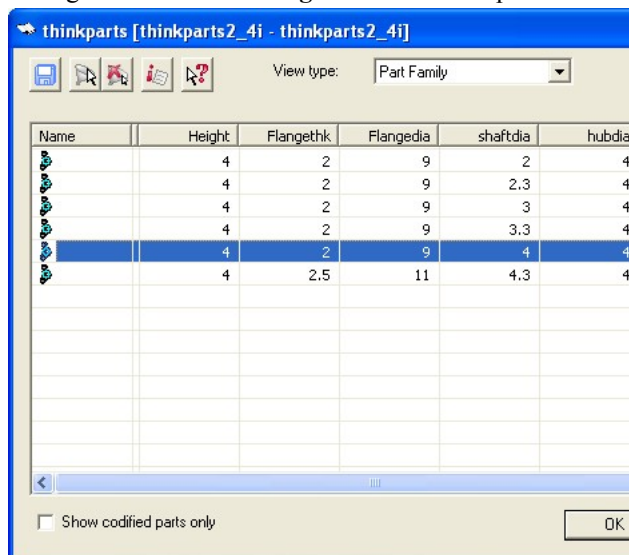 thinkparts [thinkparts2_4i - thinkparts2_4i]
View type: Part Family
Name Height Flangethk Flangedia shaftdia hubdia
4 2 9 2 4
4 2 9 2.3 4
4 2 9 3 4
4 2 9 3.3 4
4 2 9 4 4
4 2.5 11 4.3 4
Show codified parts only OK